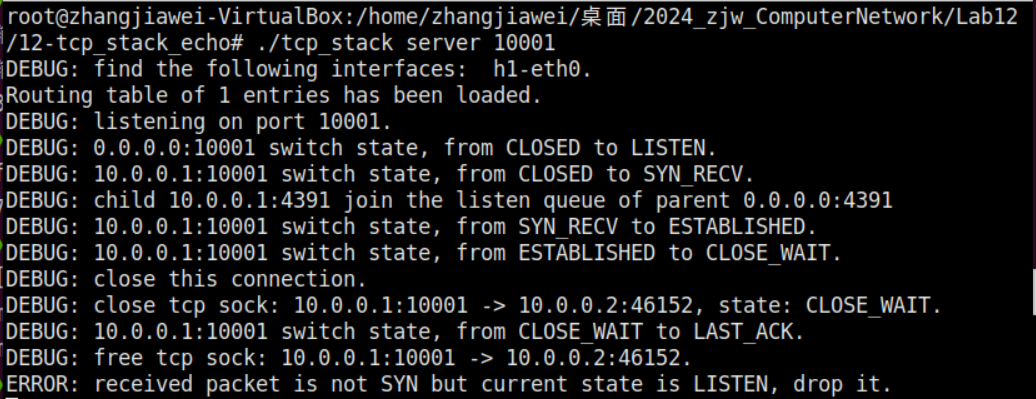 root@zhangjiawei-VirtualBox:/home/zhangjiawei/桌面/2024_zjw_ComputerNetwork/Lab12
/12-tcp_stack_echo# ./tcp_stack server 10001
DEBUG: find the following interfaces:  h1-eth0.
Routing table of 1 entries has been loaded.
DEBUG: listening on port 10001.
DEBUG: 0.0.0.0:10001 switch state, from CLOSED to LISTEN.
DEBUG: 10.0.0.1:10001 switch state, from CLOSED to SYN_RECV.
DEBUG: child 10.0.0.1:4391 join the listen queue of parent 0.0.0.0:4391
DEBUG: 10.0.0.1:10001 switch state, from SYN_RECV to ESTABLISHED.
DEBUG: 10.0.0.1:10001 switch state, from ESTABLISHED to CLOSE_WAIT.
DEBUG: close this connection.
DEBUG: close tcp sock: 10.0.0.1:10001 -> 10.0.0.2:46152, state: CLOSE_WAIT.
DEBUG: 10.0.0.1:10001 switch state, from CLOSE_WAIT to LAST_ACK.
DEBUG: free tcp sock: 10.0.0.1:10001 -> 10.0.0.2:46152.
ERROR: received packet is not SYN but current state is LISTEN, drop it.